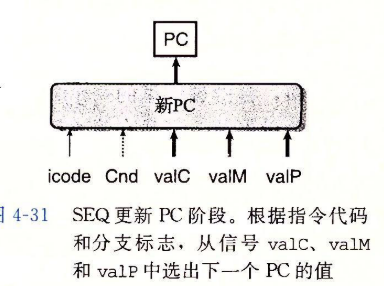 PC
新PC
icode Cnd valC valM valP
4-31 SEQ 更新 PC 阶段。根据指令代码
和分支标志，从信号 valC、valM
和 valP 中选出下一个 PC 的值